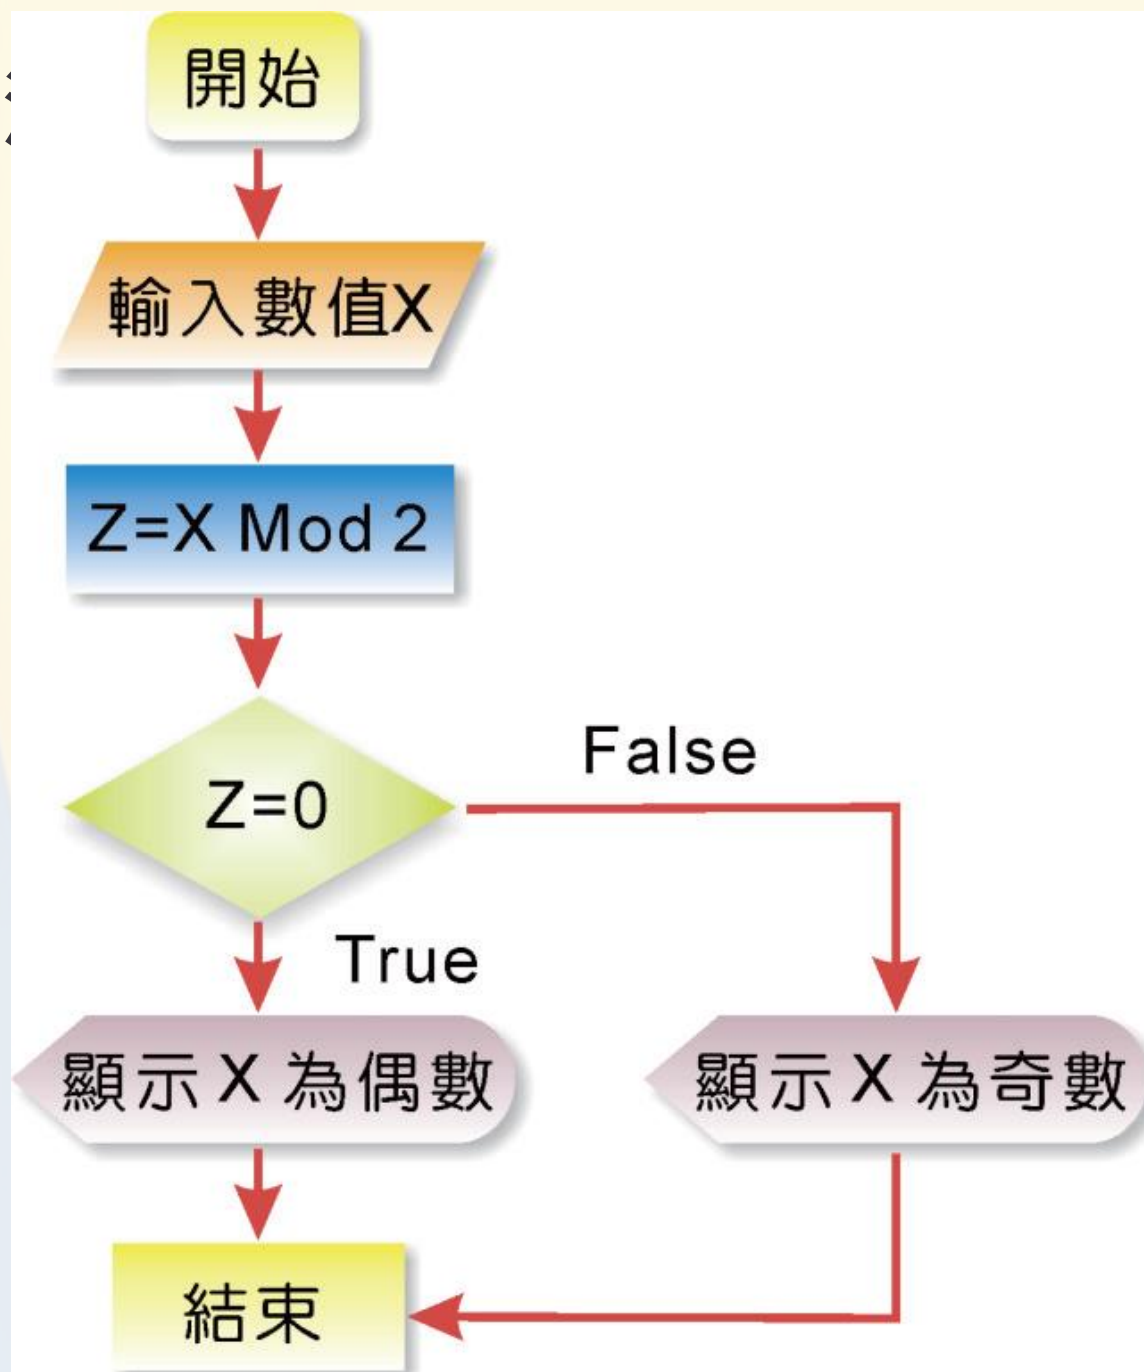 開始
輸入數值X
Z=X Mod 2
Z=0
False
True
顯示 X 為偶數
顯示 X 為奇數
結束